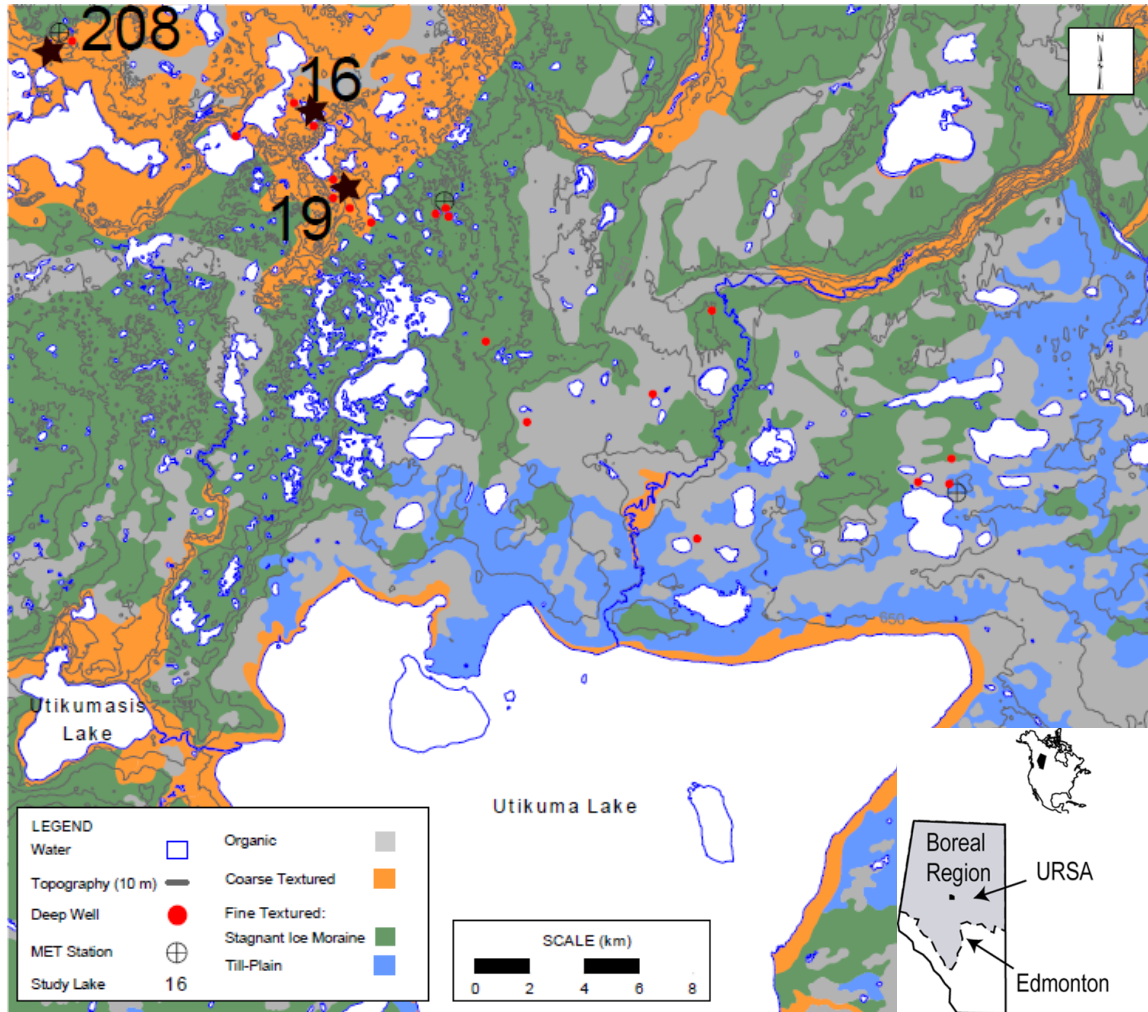 208
16
19
N
650
Utikumasis
Lake
Utikuma Lake
LEGEND
Water
Topography (10 m)
Deep Well
MET Station
Study Lake 16
Organic
Coarse Textured
Fine Textured:
Stagnant Ice Moraine
Till-Plain
SCALE (km)
0 2 4 6 8
Boreal
Region
URSA
Edmonton